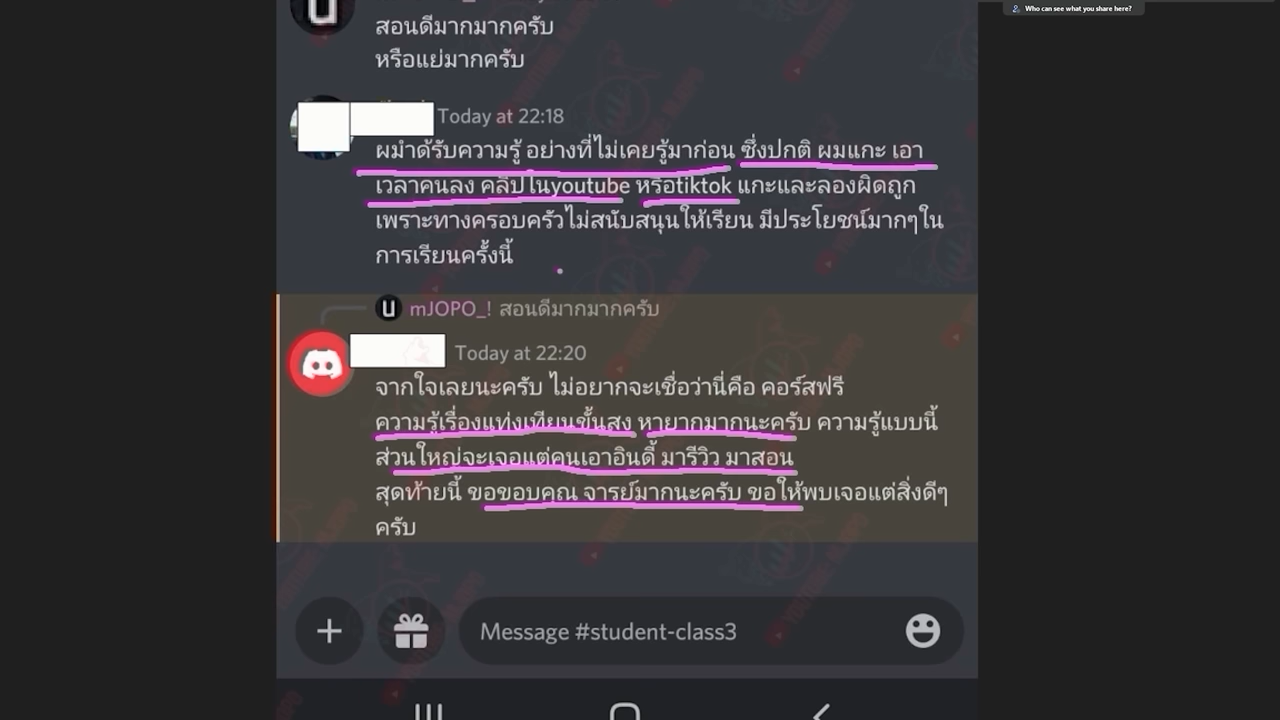 Who can see what you share here?
สอนดีมากมากครับ
หรือแย่มากครับ
Today at 22:18
ผมำด้รับความรู้ อย่างที่ไม่เคยรู้มาก่อน ซึ่งปกติ ผมแกะ เอา
เวลาคนลง คลิปในyoutube หรือtiktok แกะและลองผิดถูก
เพราะทางครอบครัวไม่สนับสนุนให้เรียน มีประโยชน์มากๆใน
การเรียนครั้งนี้
mJOPO_! สอนดีมากมากครับ
Today at 22:20
จากใจเลยนะครับ ไม่อยากจะเชื่อว่านี่คือ คอร์สฟรี
ความรู้เรื่องแท่งเทียนขั้นสูง หายากมากนะครับ ความรู้แบบนี้
ส่วนใหญ่จะเจอแต่คนเอาอินดี้ มารีวิว มาสอน
สุดท้ายนี้ ขอขอบคุณ จารย์มากนะครับ ขอให้พบเจอแต่สิ่งดีๆ
ครับ
Message #student-class3